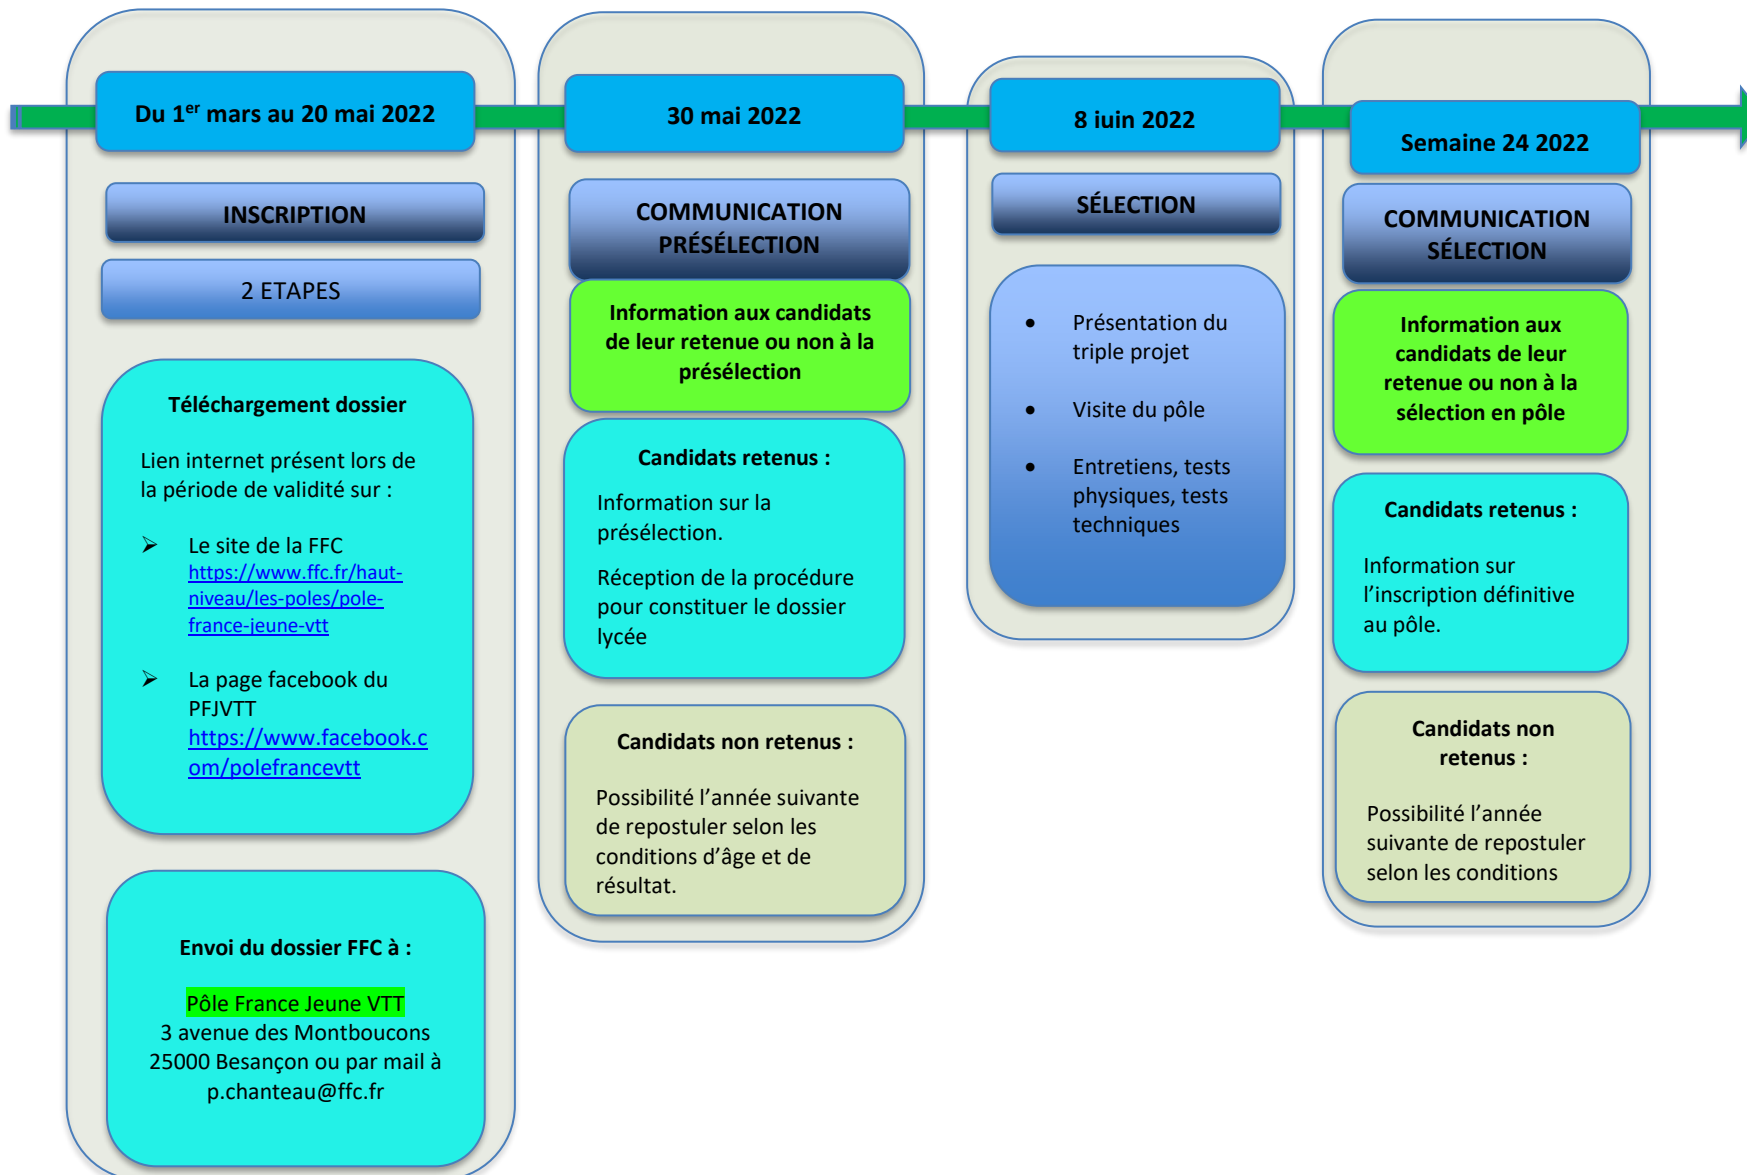 Du 1er mars au 20 mai 2022
INSCRIPTION
2 ETAPES
Téléchargement dossier
Lien internet présent lors de
la période de validité sur :
➢ Le site de la FFC
https://www.ffc.fr/haut-
niveau/les-poles/pole-
france-jeune-vtt
➢ La page facebook du
PFJVTT
https://www.facebook.c
om/polefrancevtt
Envoi du dossier FFC à :
Pôle France Jeune VTT
3 avenue des Montboucons
25000 Besançon ou par mail à
p.chanteau@ffc.fr
30 mai 2022
COMMUNICATION
PRÉSÉLECTION
Information aux candidats
de leur retenue ou non à la
présélection
Candidats retenus :
Information sur la
présélection.
Réception de la procédure
pour constituer le dossier
lycée
Candidats non retenus :
Possibilité l’année suivante
de repostuler selon les
conditions d’âge et de
résultat.
8 juin 2022
SÉLECTION
• Présentation du
triple projet
• Visite du pôle
• Entretiens, tests
physiques, tests
techniques
Semaine 24 2022
COMMUNICATION
SÉLECTION
Information aux
candidats de leur
retenue ou non à la
sélection en pôle
Candidats retenus :
Information sur
l’inscription définitive
au pôle.
Candidats non
retenus :
Possibilité l’année
suivante de repostuler
selon les conditions